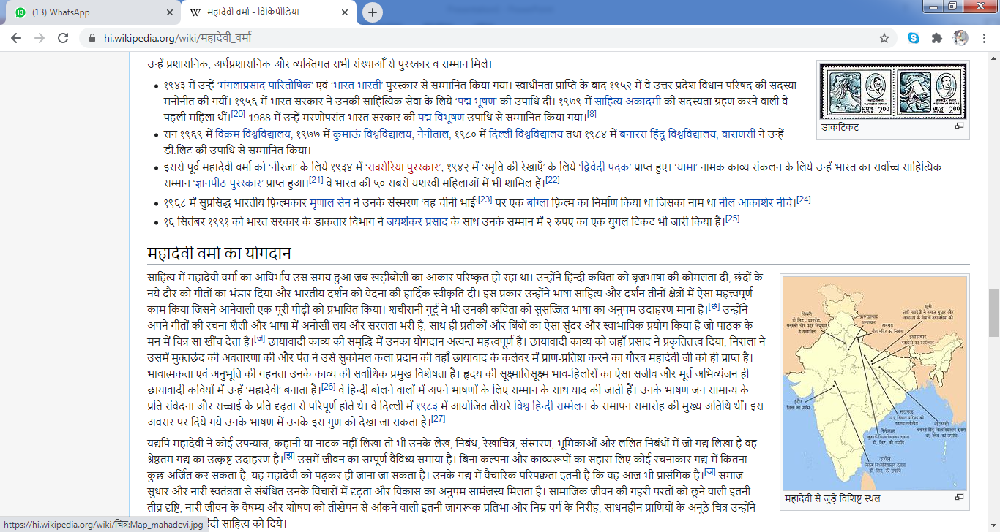 (13) WhatsApp
महादेवी वर्मा - विकिपीडिया
hi.wikipedia.org/wiki/महादेवी_वर्मा
उन्हें प्रशासनिक, अर्धप्रशासनिक और व्यक्तिगत सभी संस्थाओँ से पुरस्कार व सम्मान मिले।
१९४३ में उन्हें ‘मंगलाप्रसाद पारितोषिक’ एवं ‘भारत भारती’ पुरस्कार से सम्मानित किया गया। स्वाधीनता प्राप्ति के बाद १९५२ में वे उत्तर प्रदेश विधान परिषद की सदस्या
मनोनीत की गयीं। १९५६ में भारत सरकार ने उनकी साहित्यिक सेवा के लिये ‘पद्म भूषण’ की उपाधि दी। १९७९ में साहित्य अकादमी की सदस्यता ग्रहण करने वाली वे
पहली महिला थीं।[20] 1988 में उन्हें मरणोपरांत भारत सरकार की पद्म विभूषण उपाधि से सम्मानित किया गया।[8]
सन १९६९ में विक्रम विश्वविद्यालय, १९७७ में कुमाऊं विश्वविद्यालय, नैनीताल, १९८० में दिल्ली विश्वविद्यालय तथा १९८४ में बनारस हिंदू विश्वविद्यालय, वाराणसी ने उन्हें
डी.लिट की उपाधि से सम्मानित किया।
इससे पूर्व महादेवी वर्मा को ‘नीरजा’ के लिये १९३४ में ‘सक्सेरिया पुरस्कार’, १९४२ में ‘स्मृति की रेखाएँ’ के लिये ‘द्विवेदी पदक’ प्राप्त हुए। ‘यामा’ नामक काव्य संकलन के लिये उन्हें भारत का सर्वोच्च साहित्यिक
सम्मान ‘ज्ञानपीठ पुरस्कार’ प्राप्त हुआ।[21] वे भारत की ५० सबसे यशस्वी महिलाओं में भी शामिल हैं।[22]
१९६८ में सुप्रसिद्ध भारतीय फ़िल्मकार मृणाल सेन ने उनके संस्मरण ‘वह चीनी भाई’[23] पर एक बांग्ला फ़िल्म का निर्माण किया था जिसका नाम था नील आकाशेर नीचे।[24]
१६ सितंबर १९९१ को भारत सरकार के डाकतार विभाग ने जयशंकर प्रसाद के साथ उनके सम्मान में २ रुपए का एक युगल टिकट भी जारी किया है।[25]
MAHADEVI VERMA
भारत 200
INDIA
JAYSHANKAR PRASAD
भारत 200
INDIA
डाकटिकट
महादेवी वर्मा का योगदान
साहित्य में महादेवी वर्मा का आविर्भाव उस समय हुआ जब खड़ीबोली का आकार परिष्कृत हो रहा था। उन्होंने हिन्दी कविता को बृजभाषा की कोमलता दी, छंदों के
नये दौर को गीतों का भंडार दिया और भारतीय दर्शन को वेदना की हार्दिक स्वीकृति दी। इस प्रकार उन्होंने भाषा साहित्य और दर्शन तीनों क्षेत्रों में ऐसा महत्त्वपूर्ण
काम किया जिसने आनेवाली एक पूरी पीढ़ी को प्रभावित किया। शचीरानी गुर्टू ने भी उनकी कविता को सुसज्जित भाषा का अनुपम उदाहरण माना है।[छ] उन्होंने
अपने गीतों की रचना शैली और भाषा में अनोखी लय और सरलता भरी है, साथ ही प्रतीकों और बिंबों का ऐसा सुंदर और स्वाभाविक प्रयोग किया है जो पाठक के
मन में चित्र सा खींच देता है।[ज] छायावादी काव्य की समृद्धि में उनका योगदान अत्यन्त महत्त्वपूर्ण है। छायावादी काव्य को जहाँ प्रसाद ने प्रकृतितत्त्व दिया, निराला ने
उसमें मुक्तछंद की अवतारणा की और पंत ने उसे सुकोमल कला प्रदान की वहाँ छायावाद के कलेवर में प्राण-प्रतिष्ठा करने का गौरव महादेवी जी को ही प्राप्त है।
भावात्मकता एवं अनुभूति की गहनता उनके काव्य की सर्वाधिक प्रमुख विशेषता है। हृदय की सूक्ष्मातिसूक्ष्म भाव-हिलोरों का ऐसा सजीव और मूर्त अभिव्यंजन ही
छायावादी कवियों में उन्हें ‘महादेवी’ बनाता है।[26] वे हिन्दी बोलने वालों में अपने भाषणों के लिए सम्मान के साथ याद की जाती हैं। उनके भाषण जन सामान्य के
प्रति संवेदना और सच्चाई के प्रति दृढ़ता से परिपूर्ण होते थे। वे दिल्ली में १९८३ में आयोजित तीसरे विश्व हिन्दी सम्मेलन के समापन समारोह की मुख्य अतिथि थीं। इस
अवसर पर दिये गये उनके भाषण में उनके इस गुण को देखा जा सकता है।[27]
यद्यपि महादेवी ने कोई उपन्यास, कहानी या नाटक नहीं लिखा तो भी उनके लेख, निबंध, रेखाचित्र, संस्मरण, भूमिकाओं और ललित निबंधों में जो गद्य लिखा है वह
श्रेष्ठतम गद्य का उत्कृष्ट उदाहरण है।[झ] उसमें जीवन का सम्पूर्ण वैविध्य समाया है। बिना कल्पना और काव्यरूपों का सहारा लिए कोई रचनाकार गद्य में कितना
कुछ अर्जित कर सकता है, यह महादेवी को पढ़कर ही जाना जा सकता है। उनके गद्य में वैचारिक परिपक्वता इतनी है कि वह आज भी प्रासंगिक है।[ञ] समाज
सुधार और नारी स्वतंत्रता से संबंधित उनके विचारों में दृढ़ता और विकास का अनुपम सामंजस्य मिलता है। सामाजिक जीवन की गहरी परतों को छूने वाली इतनी
तीव्र दृष्टि, नारी जीवन के वैषम्य और शोषण को तीखेपन से आंकने वाली इतनी जागरूक प्रतिभा और निम्न वर्ग के निरीह, साधनहीन प्राणियों के अनूठे चित्र उन्होंने
हिंदी साहित्य को दिये।
दिल्ली
फ़र्रूख़ाबाद
जन्मस्थान
रामगढ़
मीरा मंदिर का निर्माण
इलाहाबाद
महादेवी का कार्यस्थल
इंदौर
शिक्षा का प्रारंभ
लखनऊ
नैनीताल
वाराणसी
उज्जैन
महादेवी से जुड़े विशिष्ट स्थल
https://hi.wikipedia.org/wiki/चित्र:Map_mahadevi.jpg